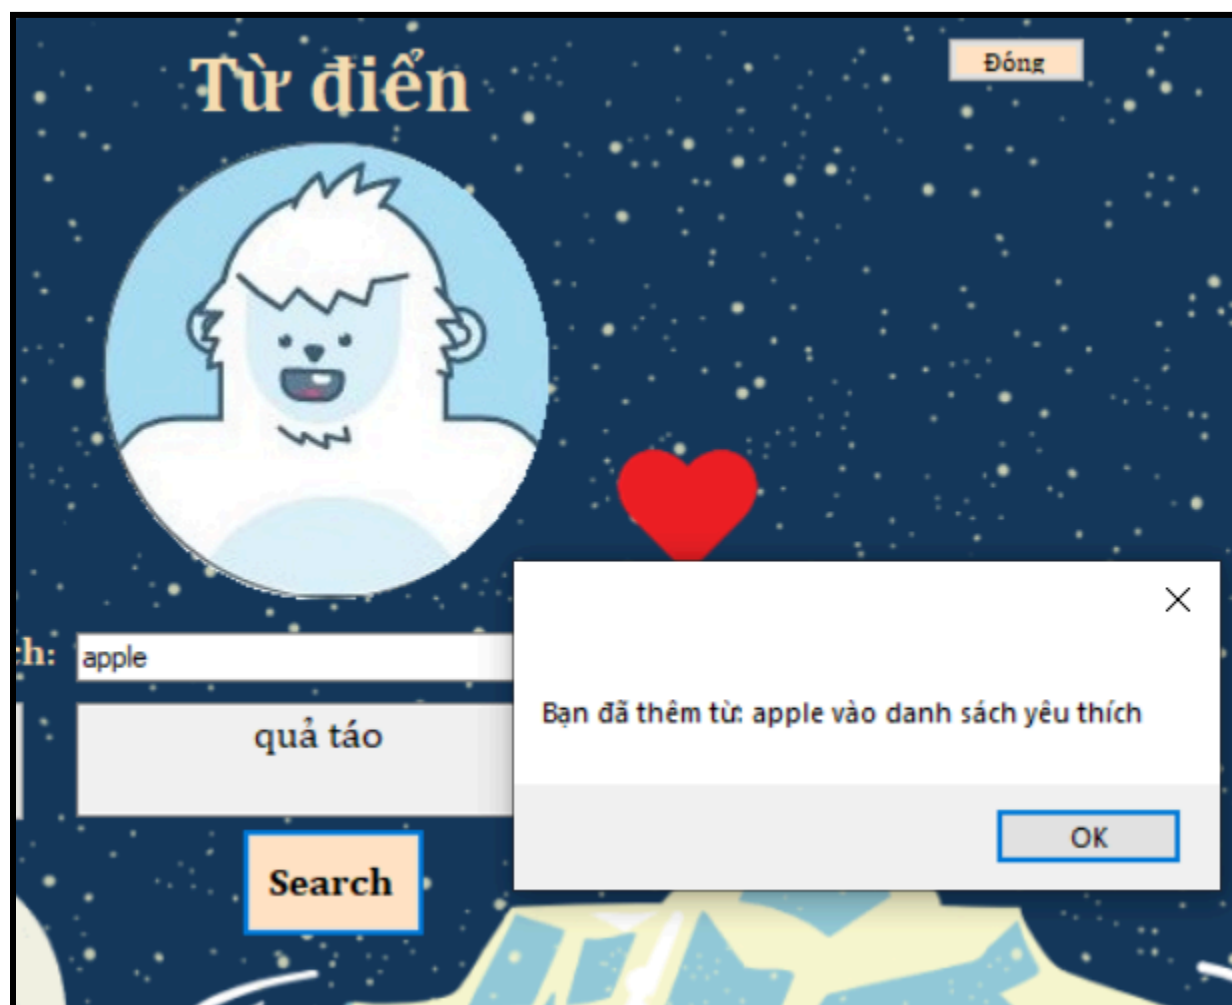 Từ điển
Đóng
ch:
apple
quả táo
Search
Bạn đã thêm từ: apple vào danh sách yêu thích
OK